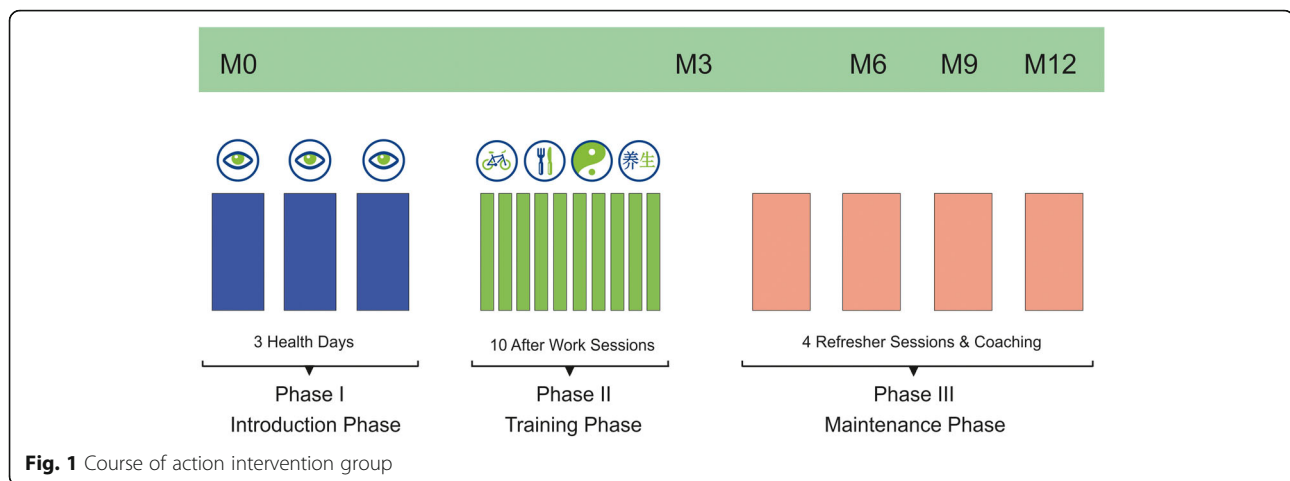 M0 M3 M6 M9 M12
养生
3 Health Days 10 After Work Sessions 4 Refresher Sessions & Coaching
Phase I Phase II Phase III
Introduction Phase Training Phase Maintenance Phase
Fig. 1 Course of action intervention group